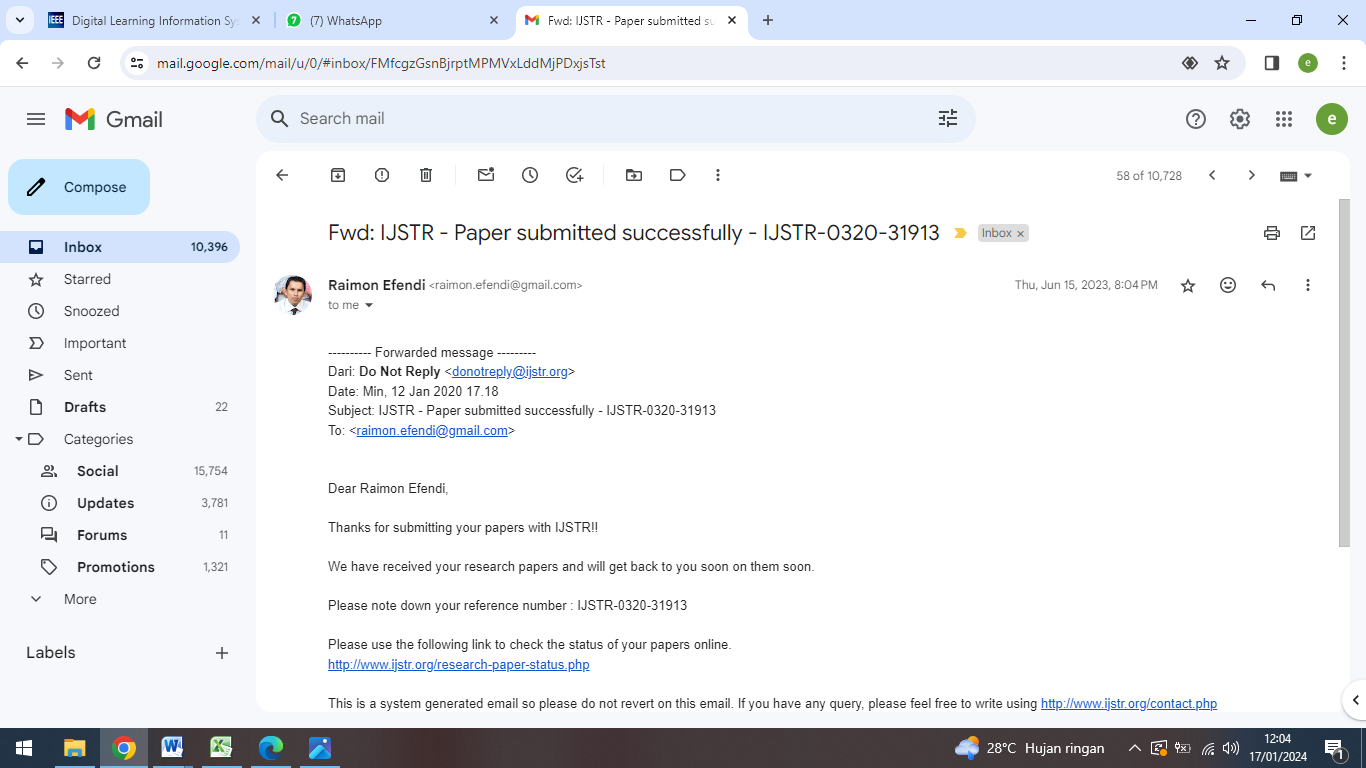 Digital Learning Information Sy
(7) WhatsApp
Fwd: IJSTR - Paper submitted su
mail.google.com/mail/u/0/#inbox/FMfcgzGsnBjrptMPMVxLddMjPDxjsTst
e
Gmail
Search mail
e
Compose
58 of 10,728
Inbox 10,396
Starred
Snoozed
Important
Sent
Drafts 22
Categories
Social 15,754
Updates 3,781
Forums 11
Promotions 1,321
More
Labels
Fwd: IJSTR - Paper submitted successfully - IJSTR-0320-31913 Inbox x
Raimon Efendi <raimon.efendi@gmail.com> Thu, Jun 15, 2023, 8:04 PM
to me
---------- Forwarded message ---------
Dari: Do Not Reply <donotreply@ijstr.org>
Date: Min, 12 Jan 2020 17.18
Subject: IJSTR - Paper submitted successfully - IJSTR-0320-31913
To: <raimon.efendi@gmail.com>
Dear Raimon Efendi,
Thanks for submitting your papers with IJSTR!!
We have received your research papers and will get back to you soon on them soon.
Please note down your reference number : IJSTR-0320-31913
Please use the following link to check the status of your papers online.
http://www.ijstr.org/research-paper-status.php
This is a system generated email so please do not revert on this email. If you have any query, please feel free to write using http://www.ijstr.org/contact.php
28°C Hujan ringan
12:04
17/01/2024
1